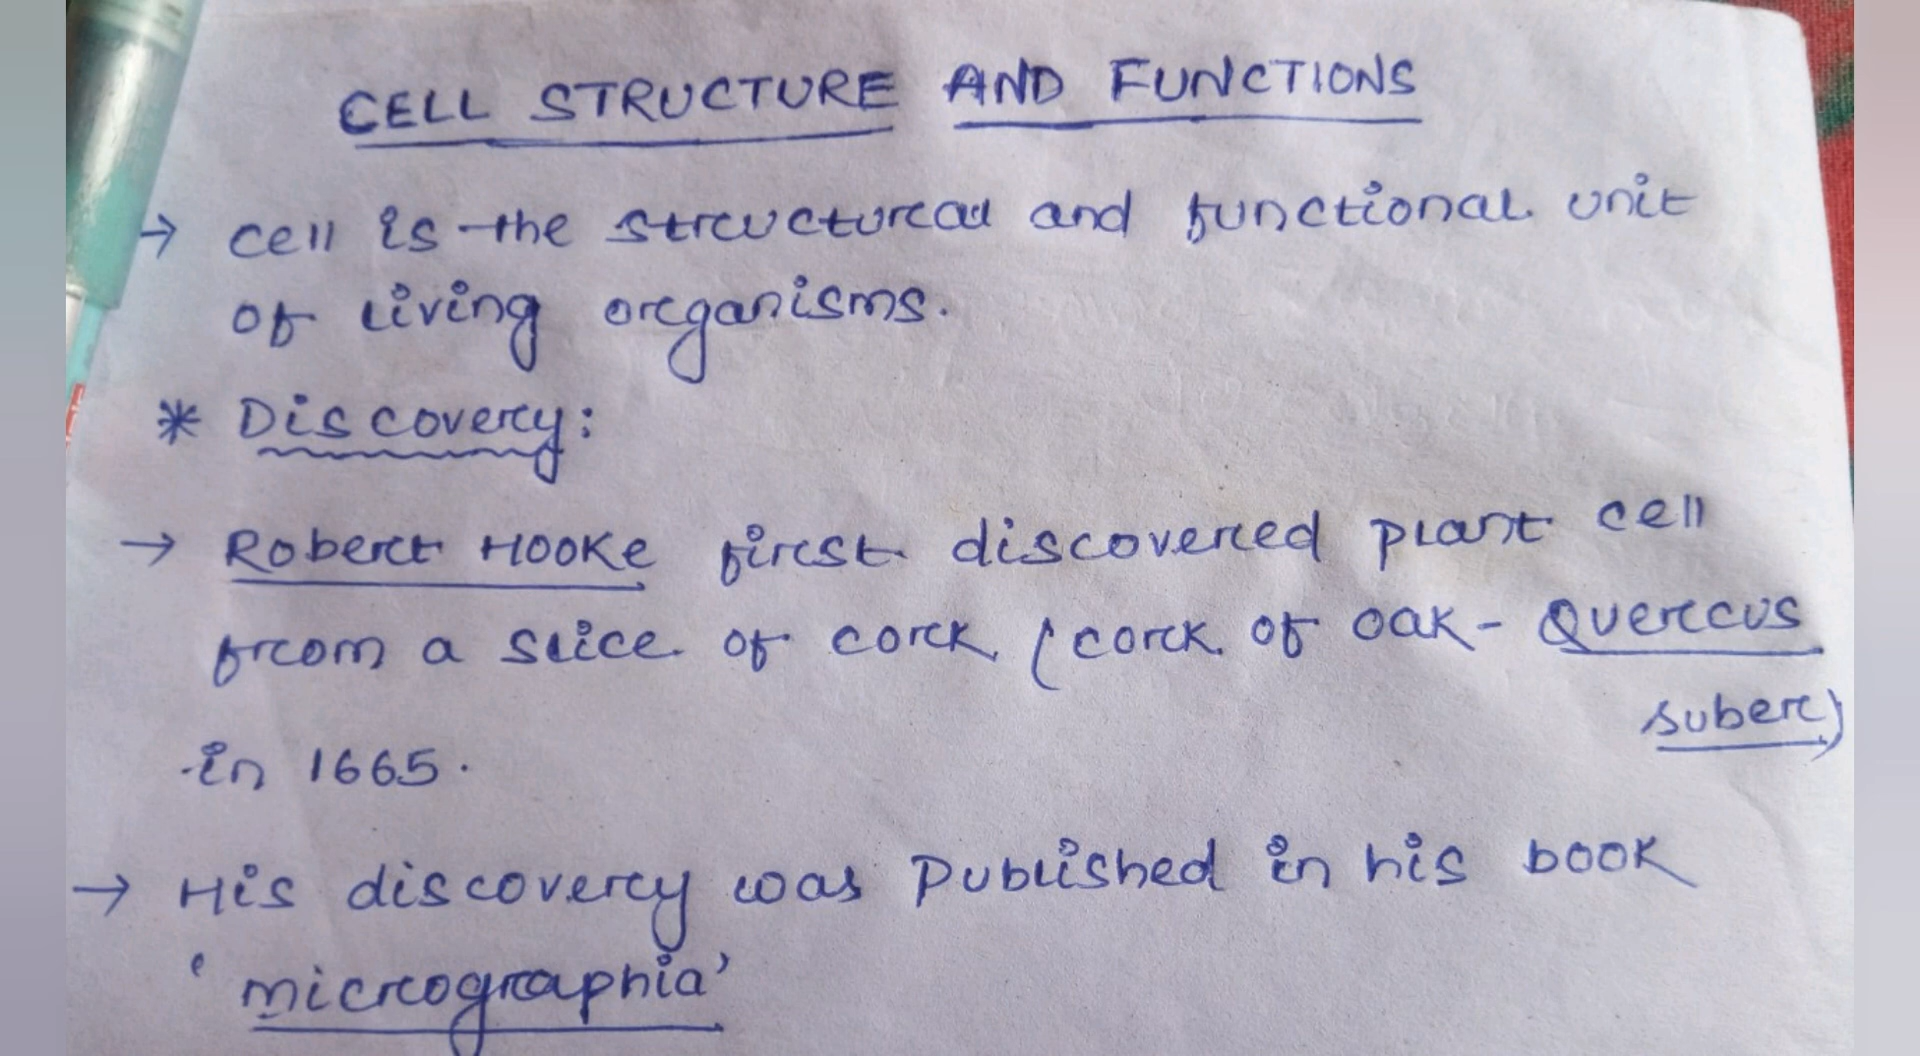 CELL STRUCTURE AND FUNCTIONS
→ cell is the structural and functional unit
of living organisms.
* Discovery:
→ Robert Hooke first discovered plant cell
from a slice of cork (cork of oak - Quercus
suber)
in 1665.
→ His discovery was Published in his book
'micrographia'